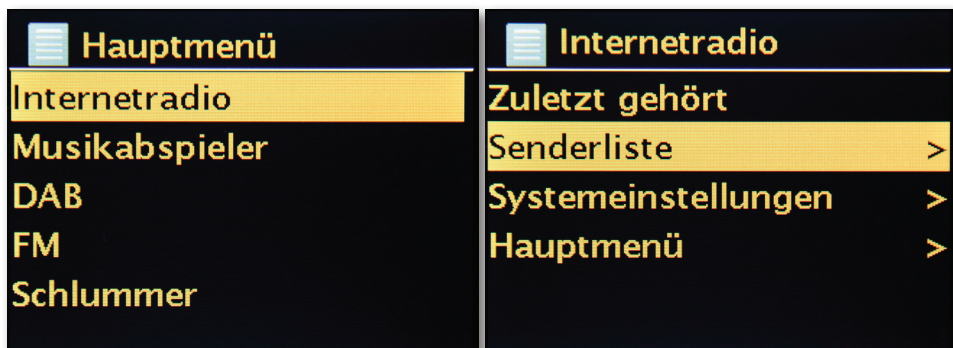 Hauptmenü
Internetradio
Musikabspieler
DAB
FM
Schlummer
Internetradio
Zuletzt gehört
Senderliste >
Systemeinstellungen >
Hauptmenü >